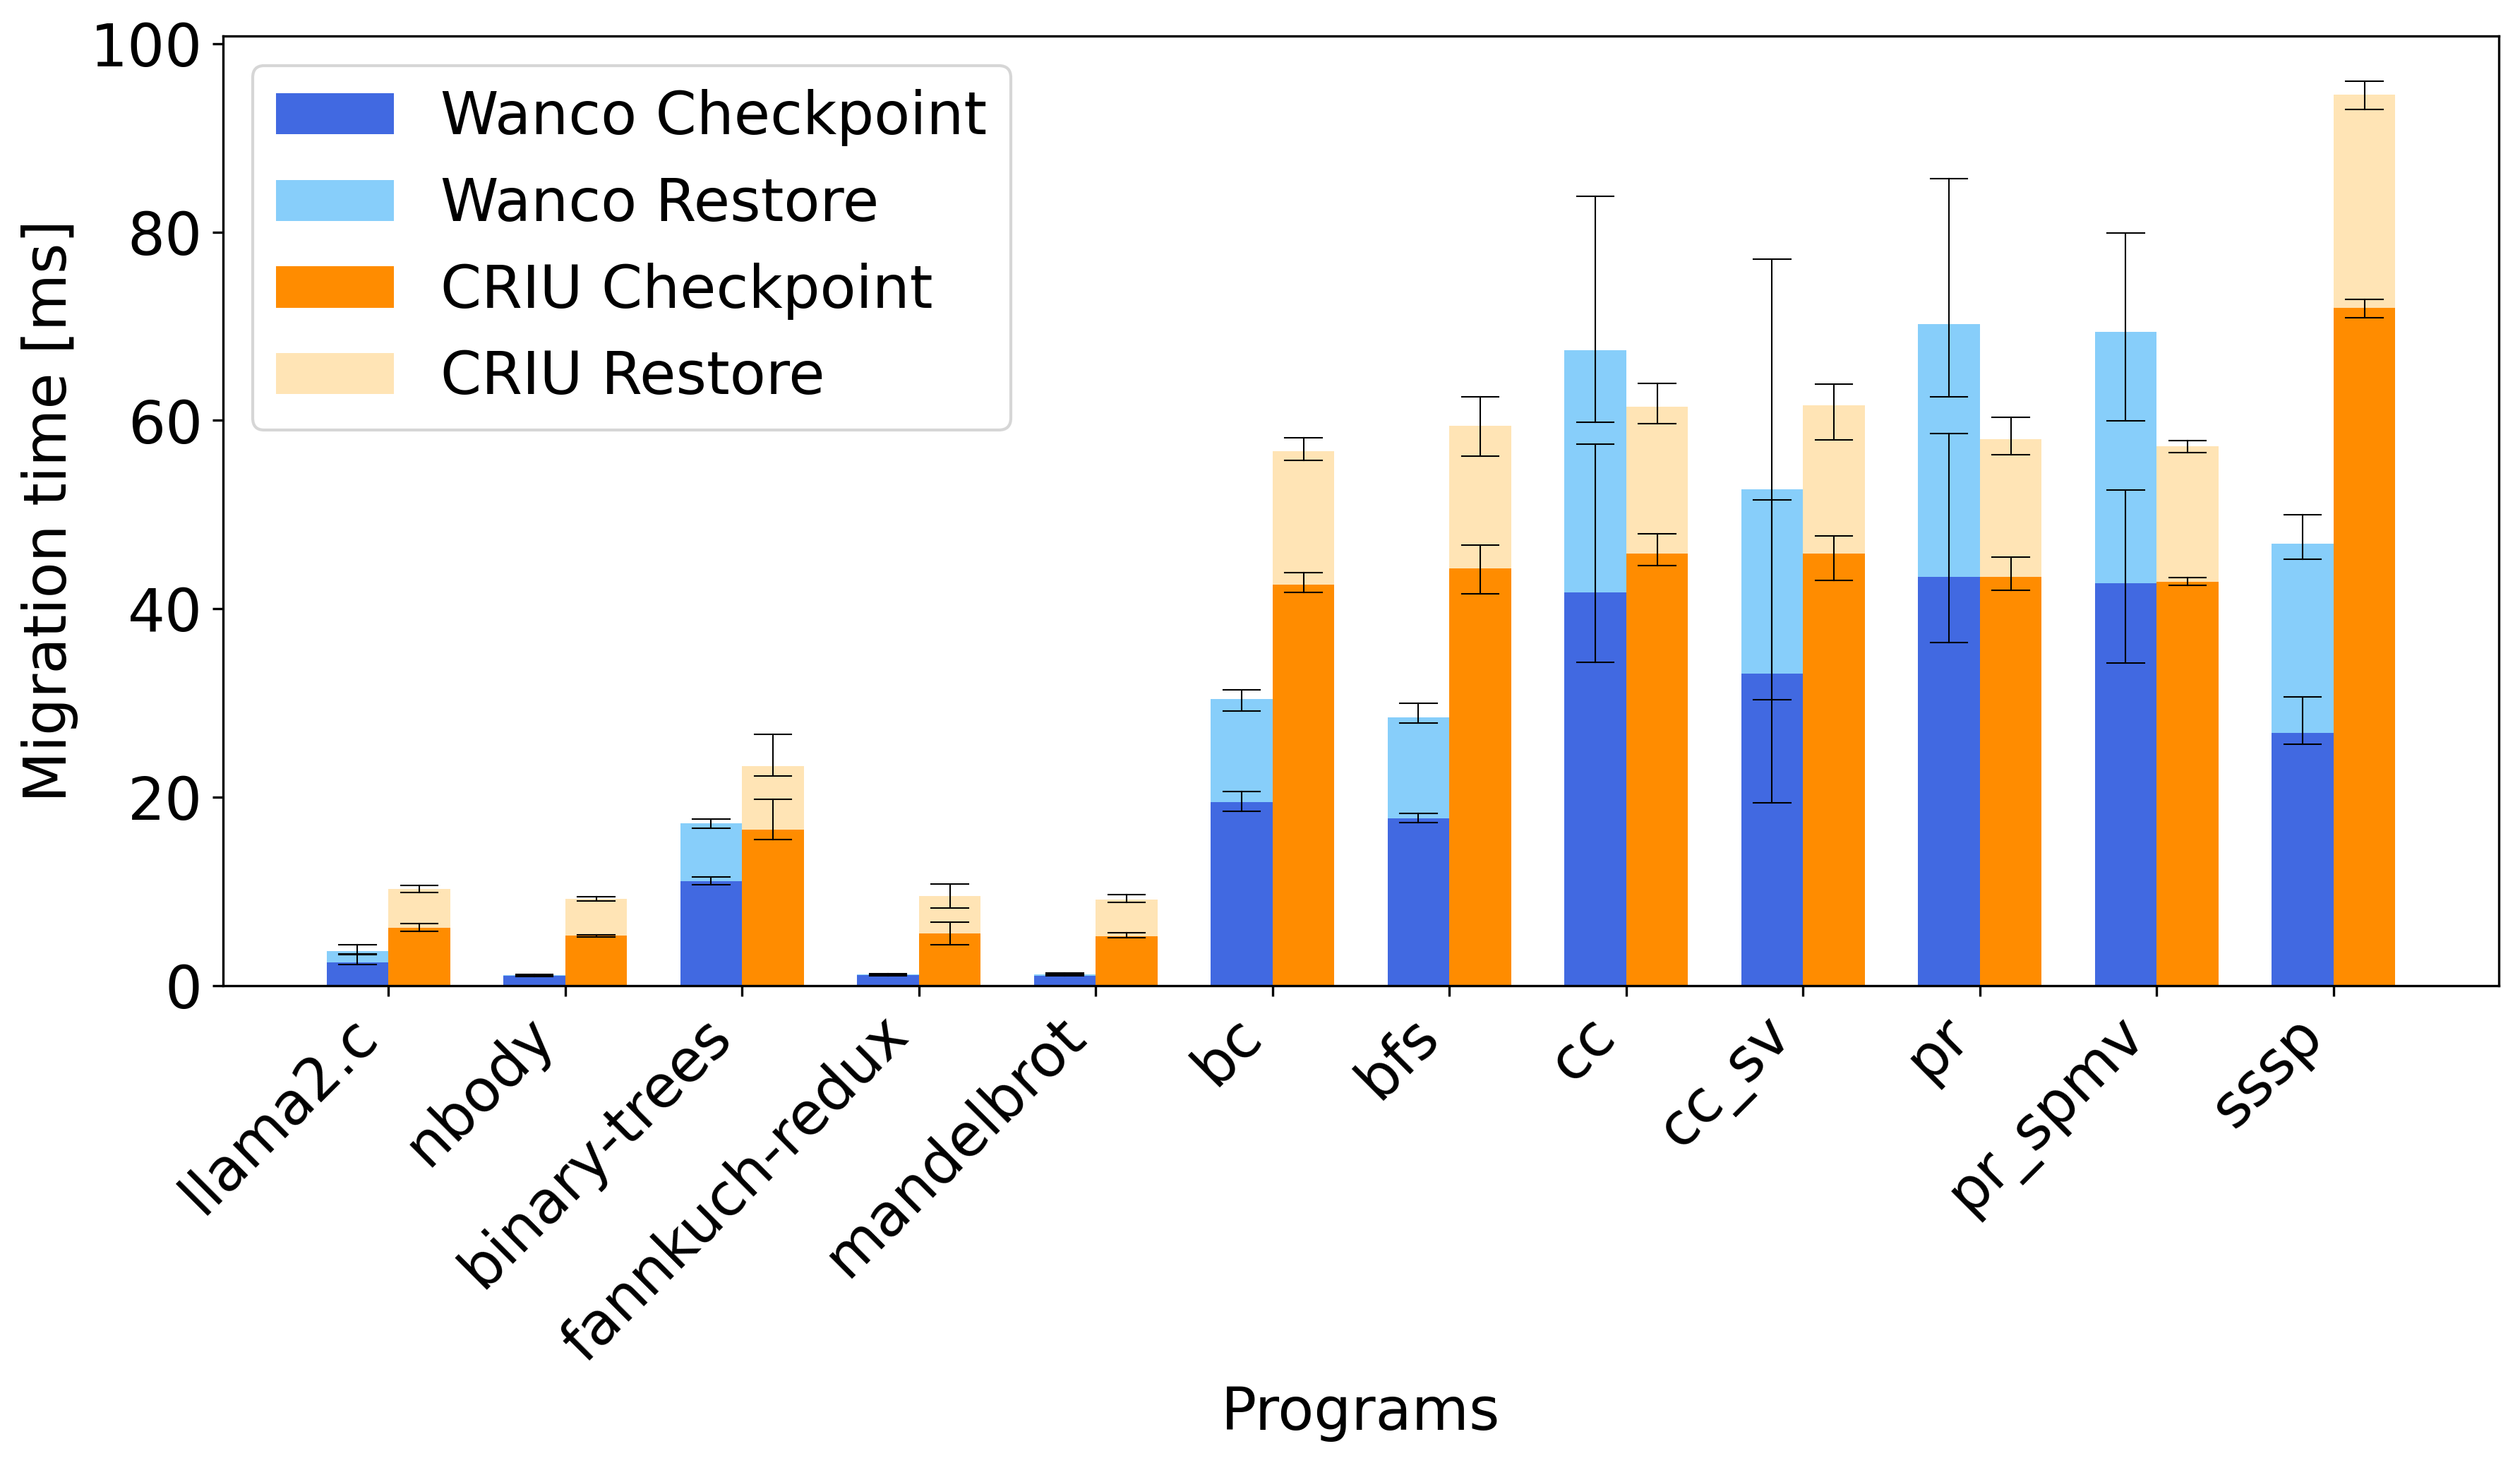 Migration time [ms]
100
80
60
40
20
0
Wanco Checkpoint
Wanco Restore
CRIU Checkpoint
CRIU Restore
llama2.c
nbody
binary-trees
fannkuch-redux
mandelbrot
bc
bfs
cc
cc_sv
pr
pr_spmv
sssp
Programs